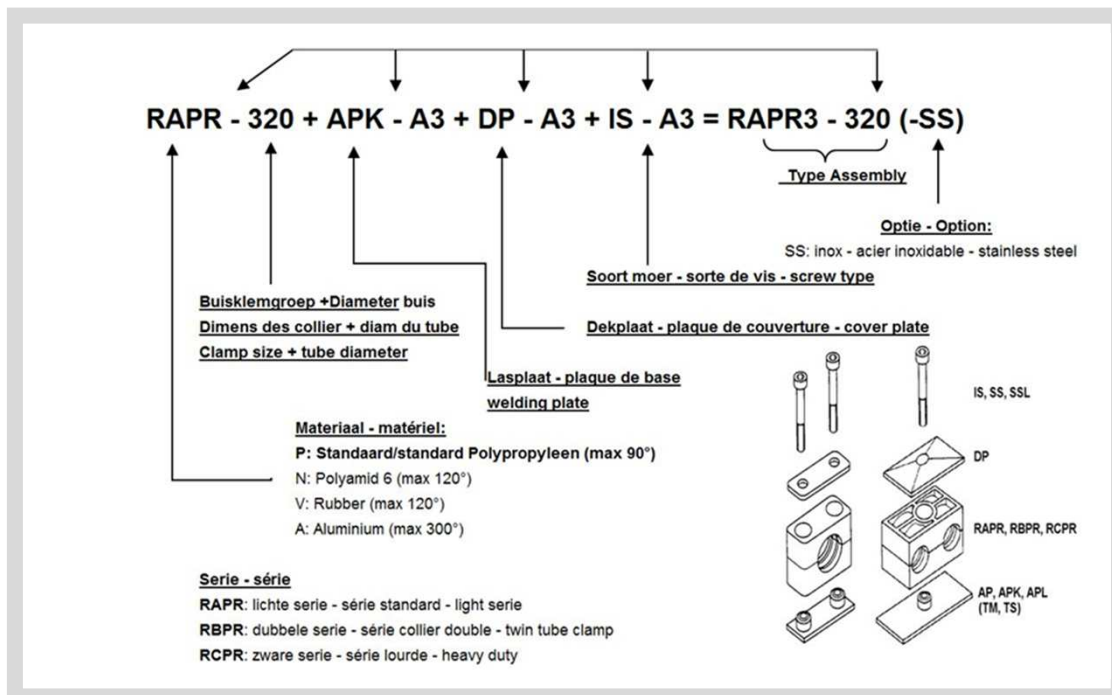 RAPR - 320 + APK - A3 + DP - A3 + IS - A3 = RAPR3 - 320 (-SS)
Type Assembly
Optie - Option:
SS: inox - acier inoxidable - stainless steel
Soort moer - sorte de vis - screw type
Buisklemgroep +Diameter buis
Dimens des collier + diam du tube
Clamp size + tube diameter
Dekplaat - plaque de couverture - cover plate
Lasplaat - plaque de base
welding plate
Materiaal - matériel:
P: Standaard/standard Polypropyleen (max 90°)
N: Polyamid 6 (max 120°)
V: Rubber (max 120°)
A: Aluminium (max 300°)
Serie - série
RAPR: lichte serie - série standard - light serie
RBPR: dubbele serie - série collier double - twin tube clamp
RCPR: zware serie - série lourde - heavy duty
IS, SS, SSL
DP
RAPR, RBPR, RCPR
AP, APK, APL
(TM, TS)